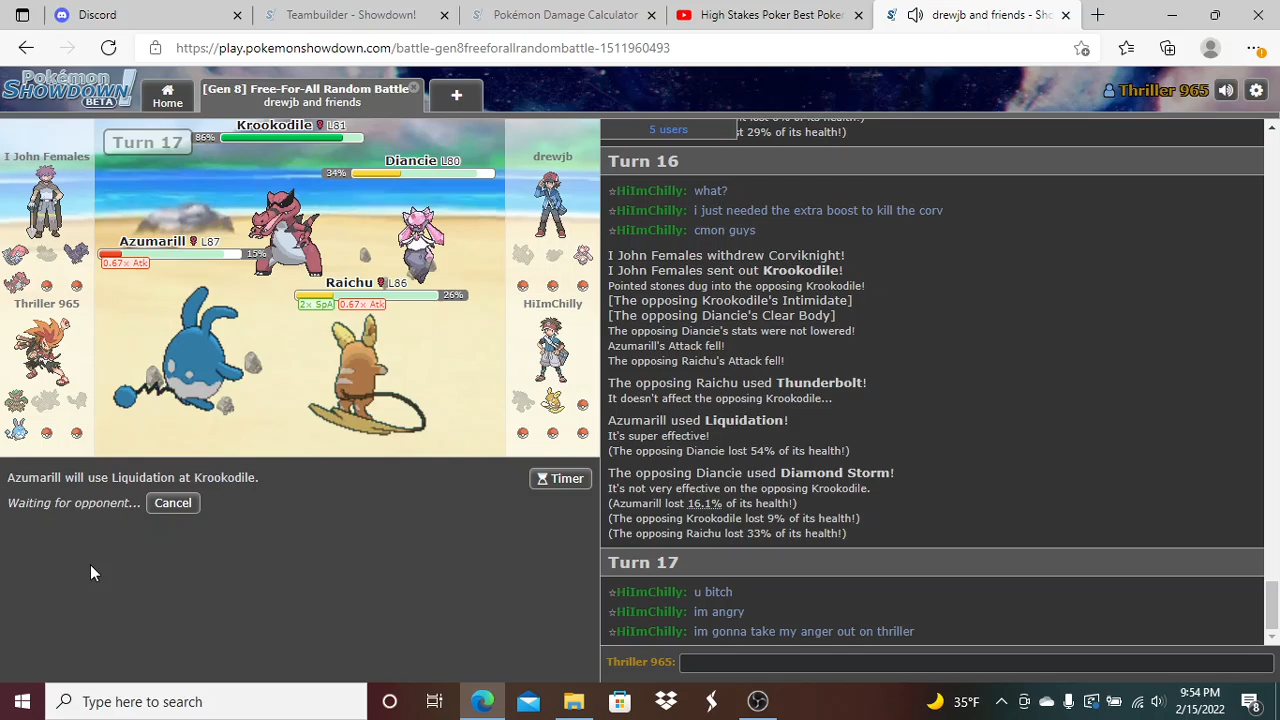 Discord
Teambuilder - Showdown!
Pokémon Damage Calculator
High Stakes Poker Best Poker
drewjb and friends - Sho
https://play.pokemonshowdown.com/battle-gen8freeforallrandombattle-1511960493
Pokémon
Showdown!
BETA
Home
[Gen 8] Free-For-All Random Battle
drewjb and friends
+
Thriller 965
I John Females
Thriller 965
Turn 17
86%
Krookodile L81
Diancie L80
34%
Azumarill L87
15%
0.67× Atk
Raichu L86
26%
2× SpA
0.67× Atk
drewjb
HiImChilly
Azumarill will use Liquidation at Krookodile.
Timer
Waiting for opponent...
Cancel
5 users
st 29% of its health!)
Turn 16
☆HiImChilly: what?
☆HiImChilly: i just needed the extra boost to kill the corv
☆HiImChilly: cmon guys
I John Females withdrew Corviknight!
I John Females sent out Krookodile!
Pointed stones dug into the opposing Krookodile!
[The opposing Krookodile's Intimidate]
[The opposing Diancie's Clear Body]
The opposing Diancie's stats were not lowered!
Azumarill's Attack fell!
The opposing Raichu's Attack fell!
The opposing Raichu used Thunderbolt!
It doesn't affect the opposing Krookodile...
Azumarill used Liquidation!
It's super effective!
(The opposing Diancie lost 54% of its health!)
The opposing Diancie used Diamond Storm!
It's not very effective on the opposing Krookodile.
(Azumarill lost 16.1% of its health!)
(The opposing Krookodile lost 9% of its health!)
(The opposing Raichu lost 33% of its health!)
Turn 17
☆HiImChilly: u bitch
☆HiImChilly: im angry
☆HiImChilly: im gonna take my anger out on thriller
Thriller 965:
Type here to search
35°F
9:54 PM
2/15/2022
8